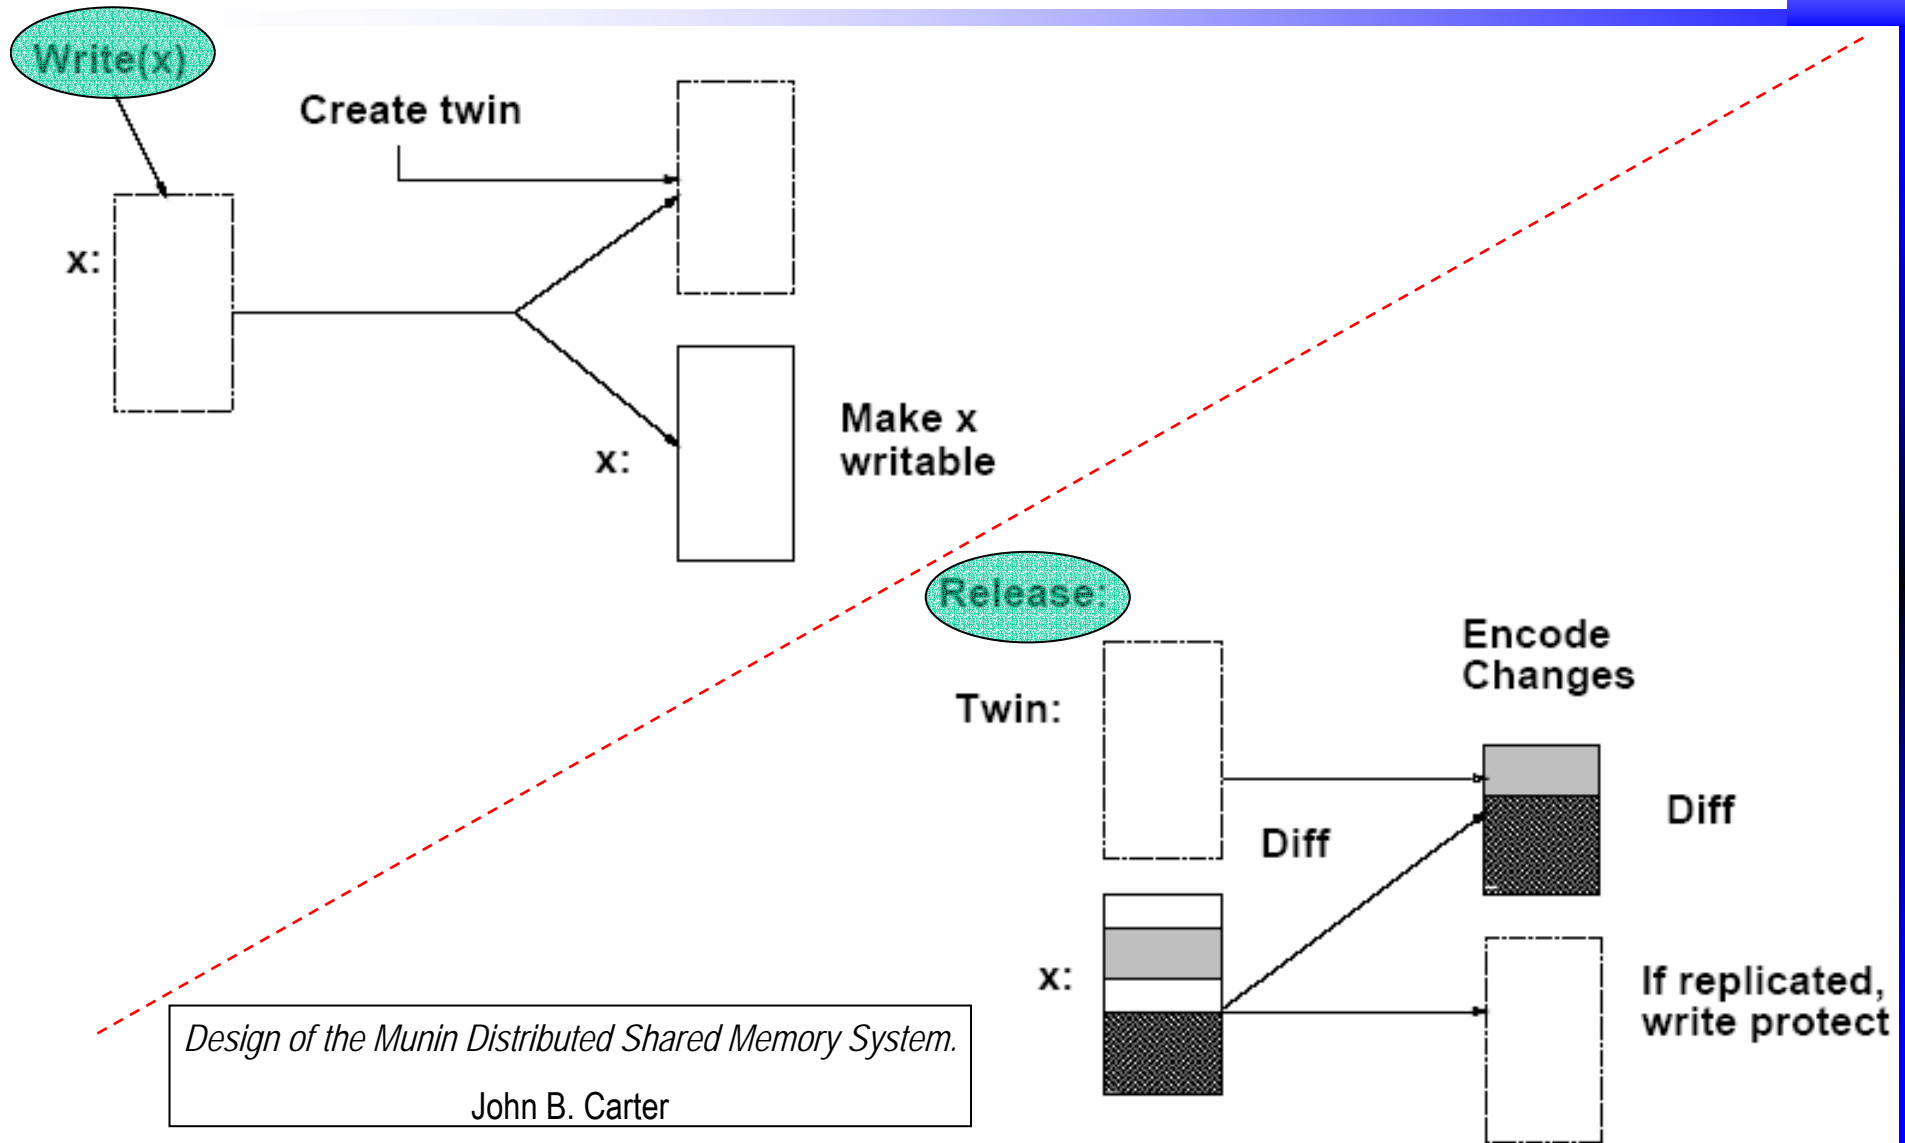 Write(x)
Create twin
x:
x:
Make x
writable
Release:
Twin:
Encode
Changes
Diff
Diff
x:
If replicated,
write protect
Design of the Munin Distributed Shared Memory System.
John B. Carter